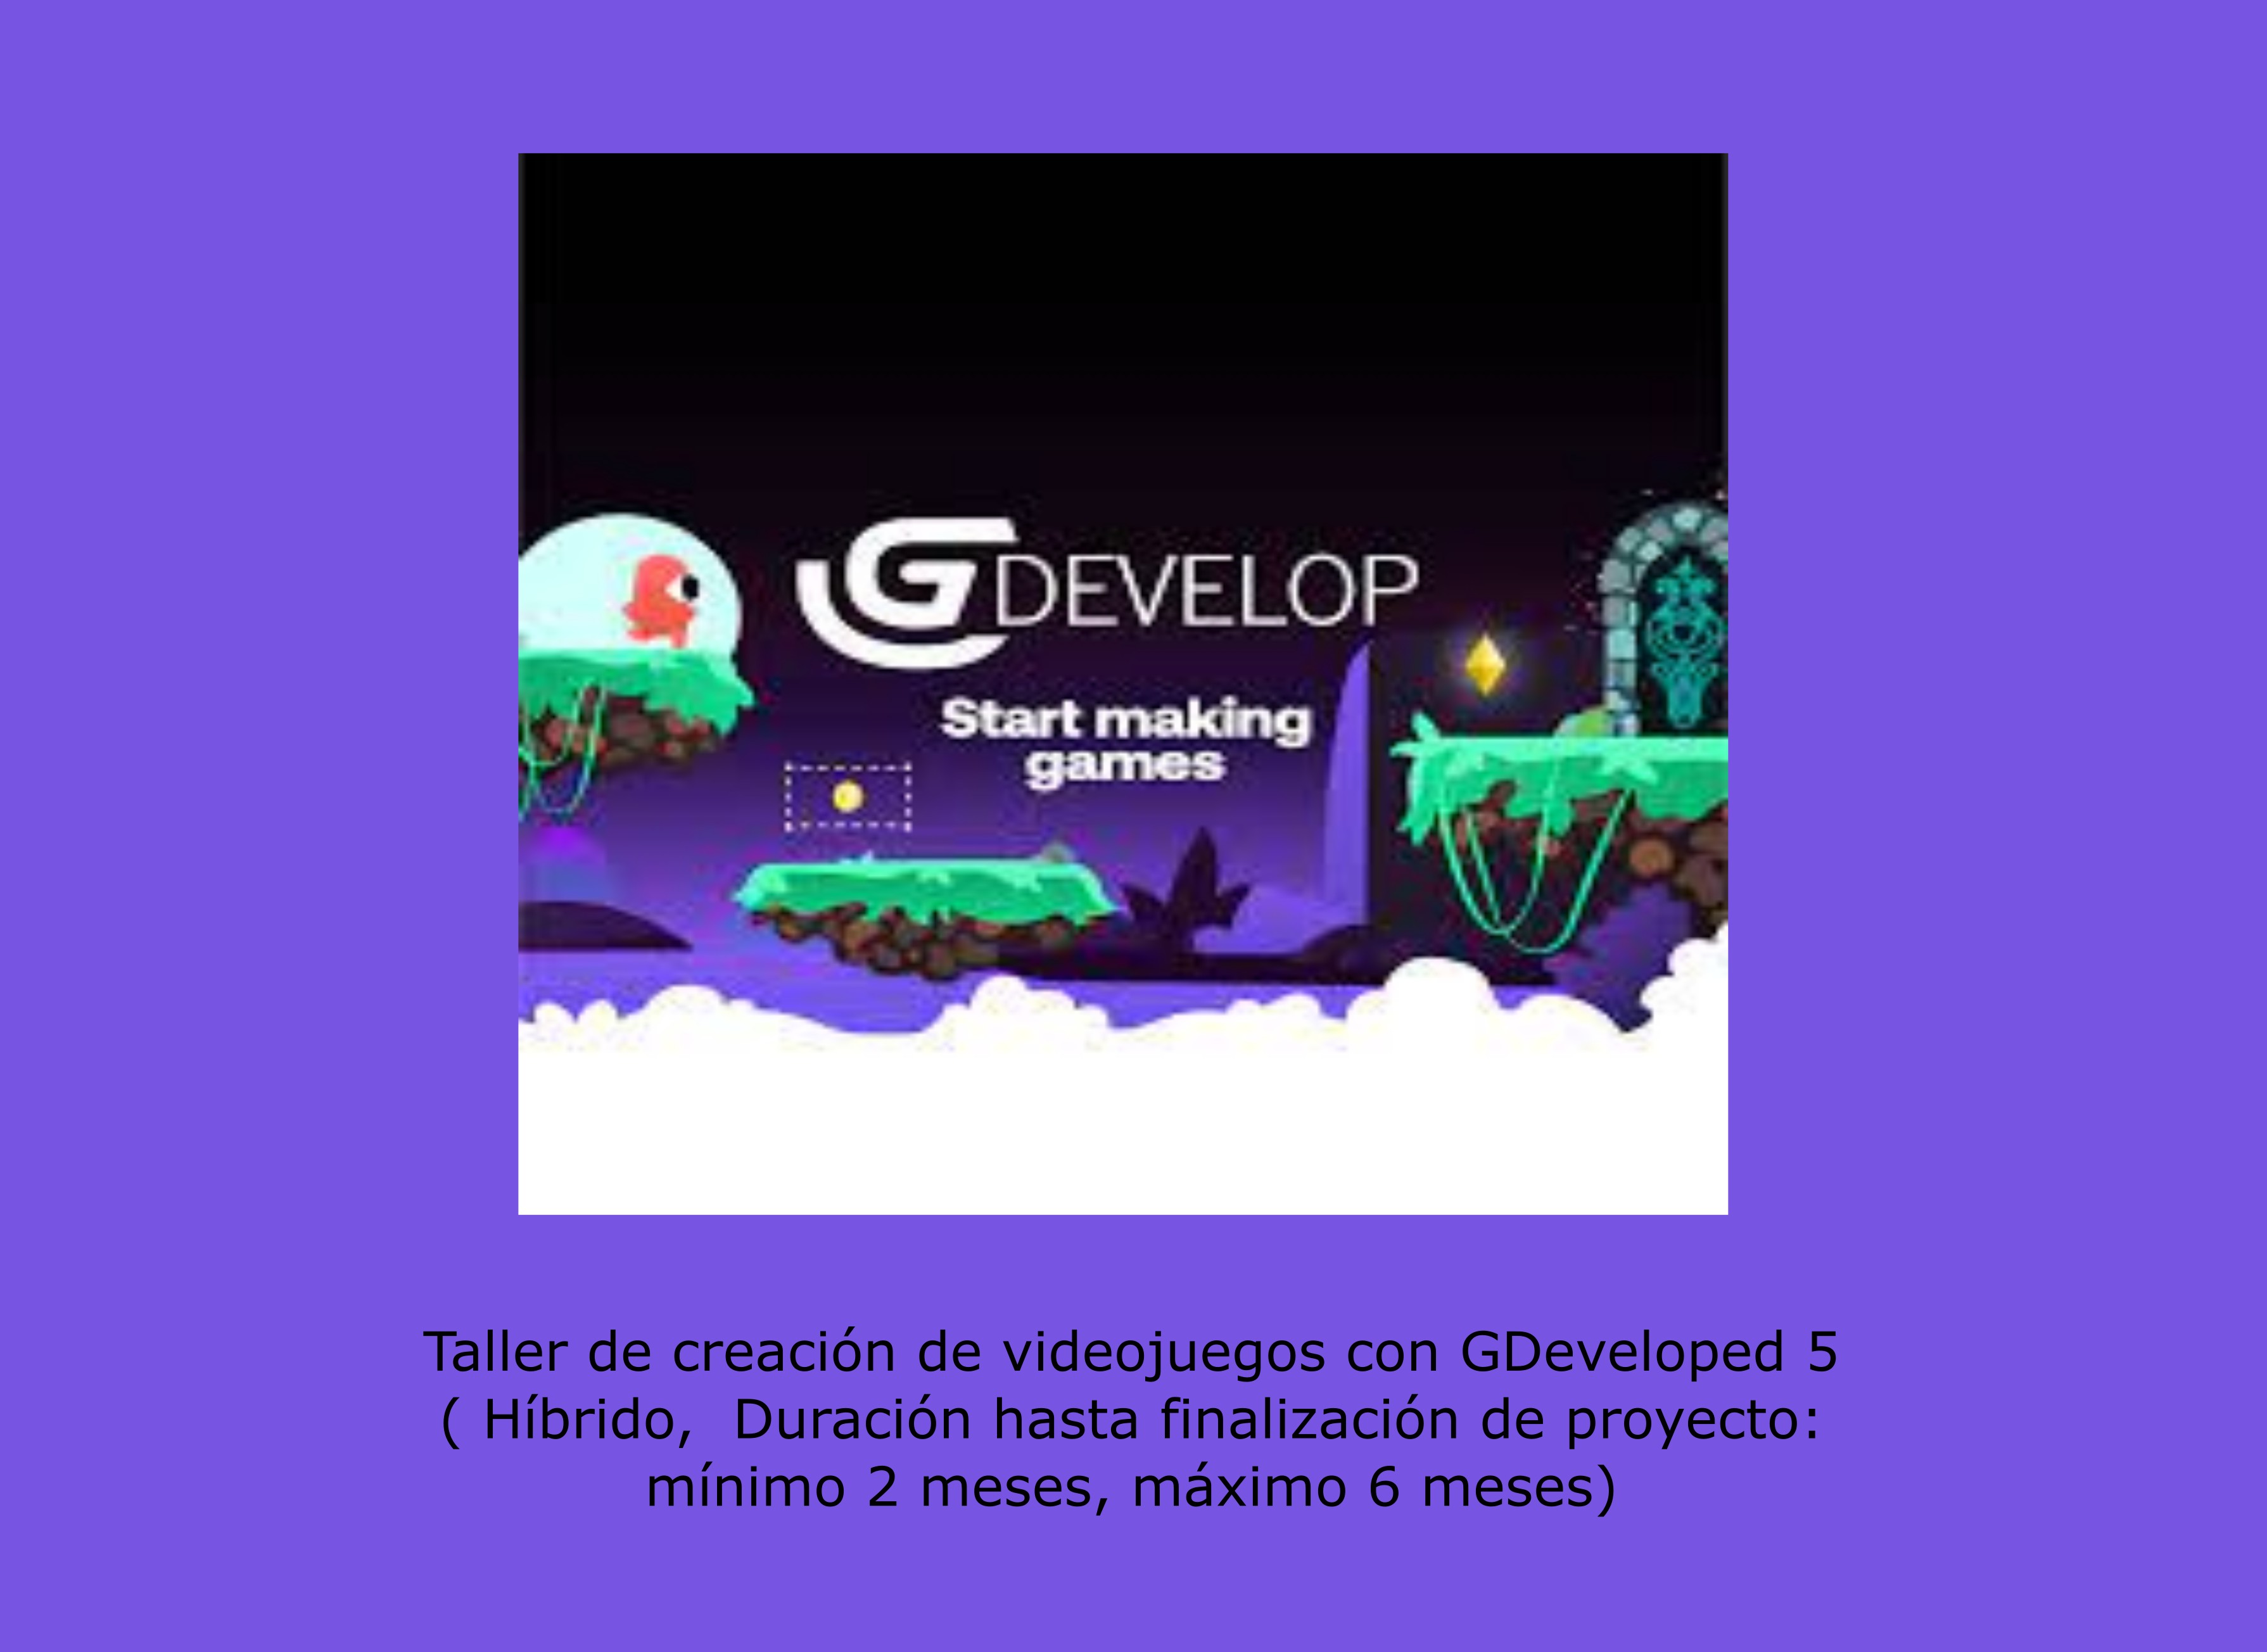 GDEVELOP
Start making
games
Taller de creación de videojuegos con GDeveloped 5
( Híbrido,  Duración hasta finalización de proyecto:
mínimo 2 meses, máximo 6 meses)